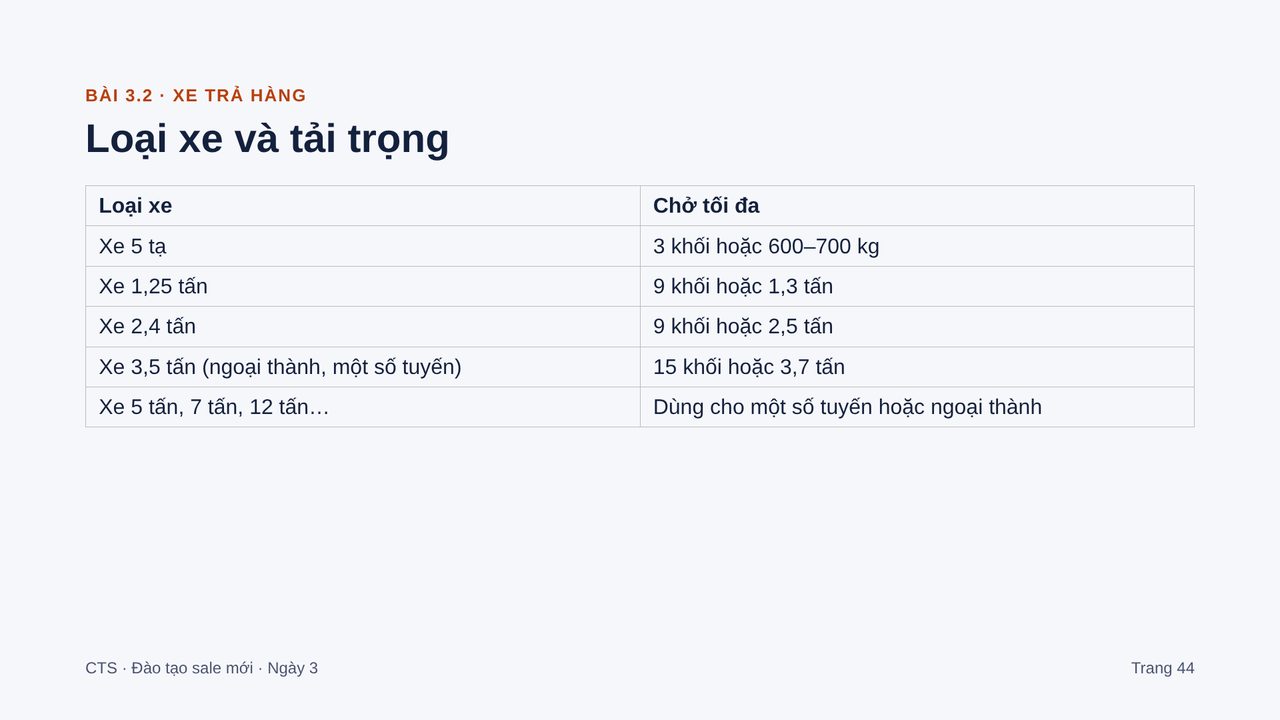 BÀI 3.2 · XE TRẢ HÀNG
Loại xe và tải trọng
Loại xe
Chở tối đa
Xe 5 tạ
3 khối hoặc 600–700 kg
Xe 1,25 tấn
9 khối hoặc 1,3 tấn
Xe 2,4 tấn
9 khối hoặc 2,5 tấn
Xe 3,5 tấn (ngoại thành, một số tuyến)
15 khối hoặc 3,7 tấn
Xe 5 tấn, 7 tấn, 12 tấn…
Dùng cho một số tuyến hoặc ngoại thành
CTS · Đào tạo sale mới · Ngày 3
Trang 44